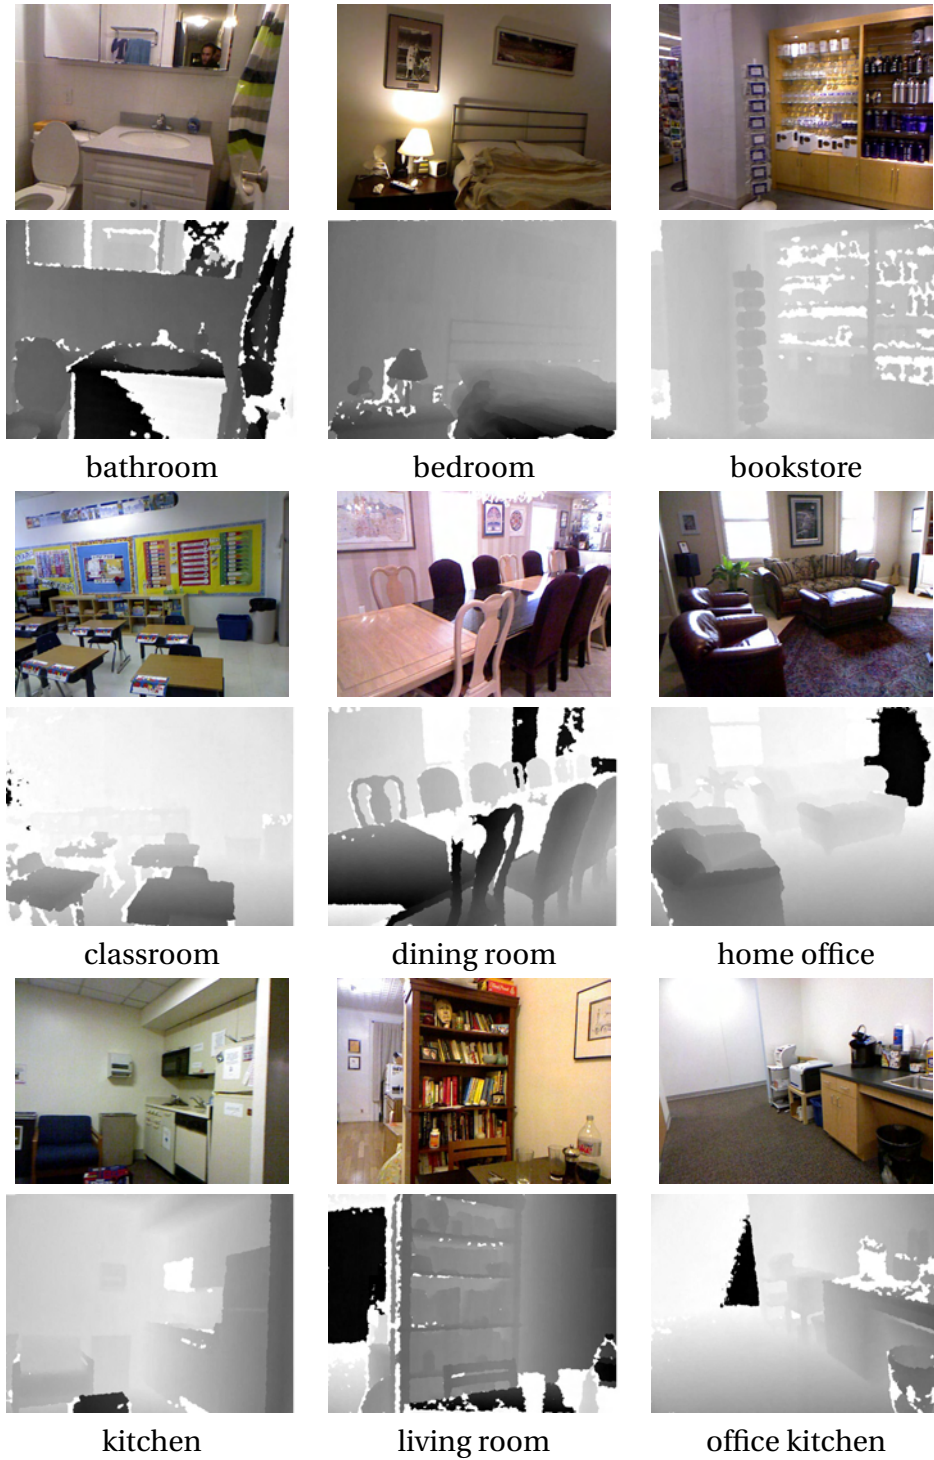 bathroom
bedroom
bookstore
classroom
dining room
home office
kitchen
living room
office kitchen